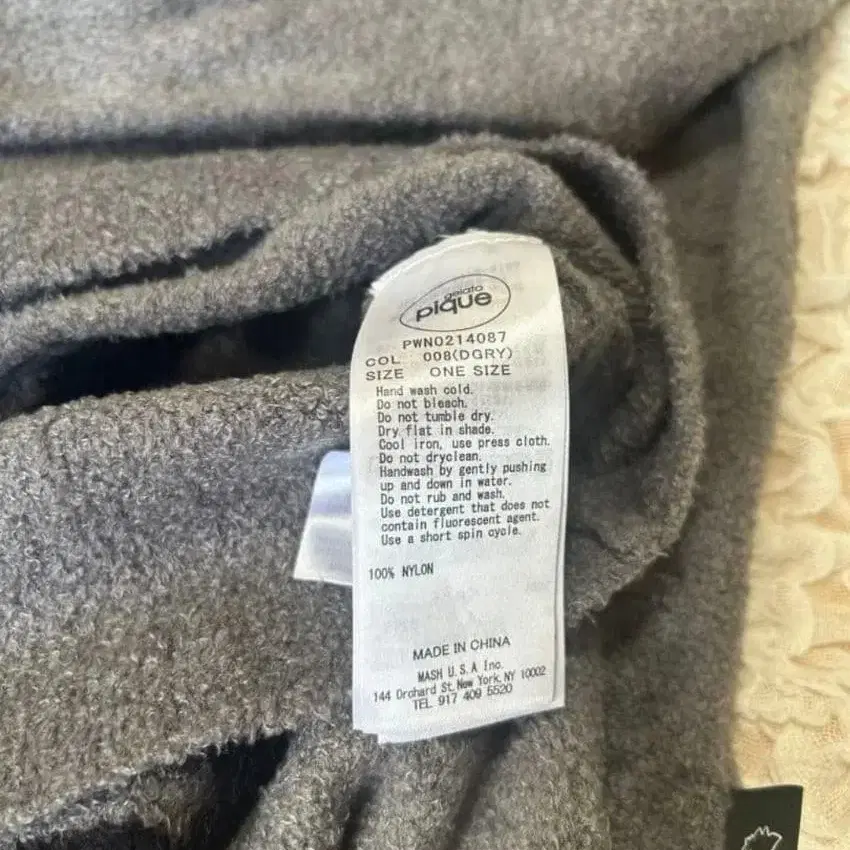 gelato
pique
PWNO214087
COL 008(DGRY)
SIZE ONE SIZE
Hand wash cold.
Do not bleach.
Do not tumble dry.
Dry flat in shade.
Cool iron, use press cloth.
Do not dryclean.
Handwash by gently pushing
up and down in water.
Do not rub and wash.
Use detergent that does not
contain fluorescent agent.
Use a short spin cycle.
100% NYLON
MADE IN CHINA
MASH U.S.A Inc.
144 Orchard St, New York, NY 10002
TEL 917 409 5520